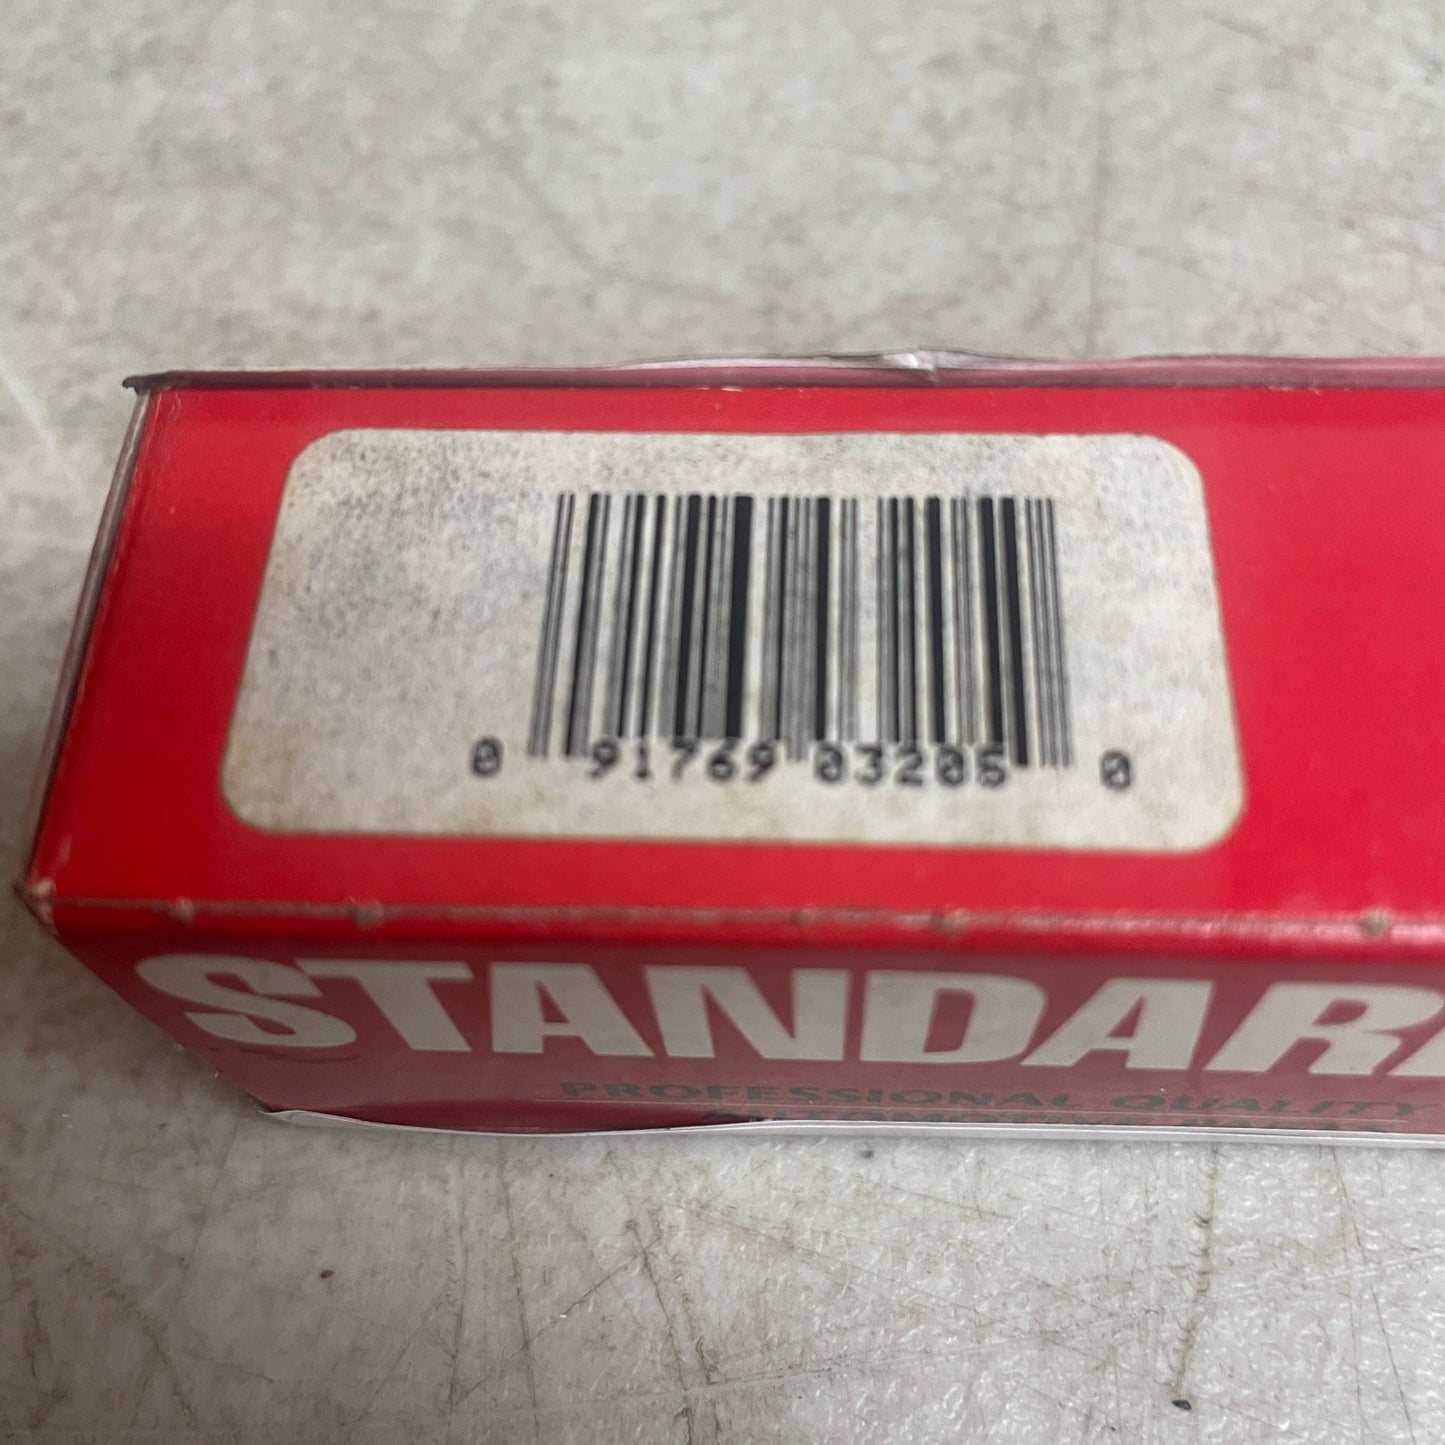 0 91769 03205 0
STANDAR
PROFESSIONAL QUALITY